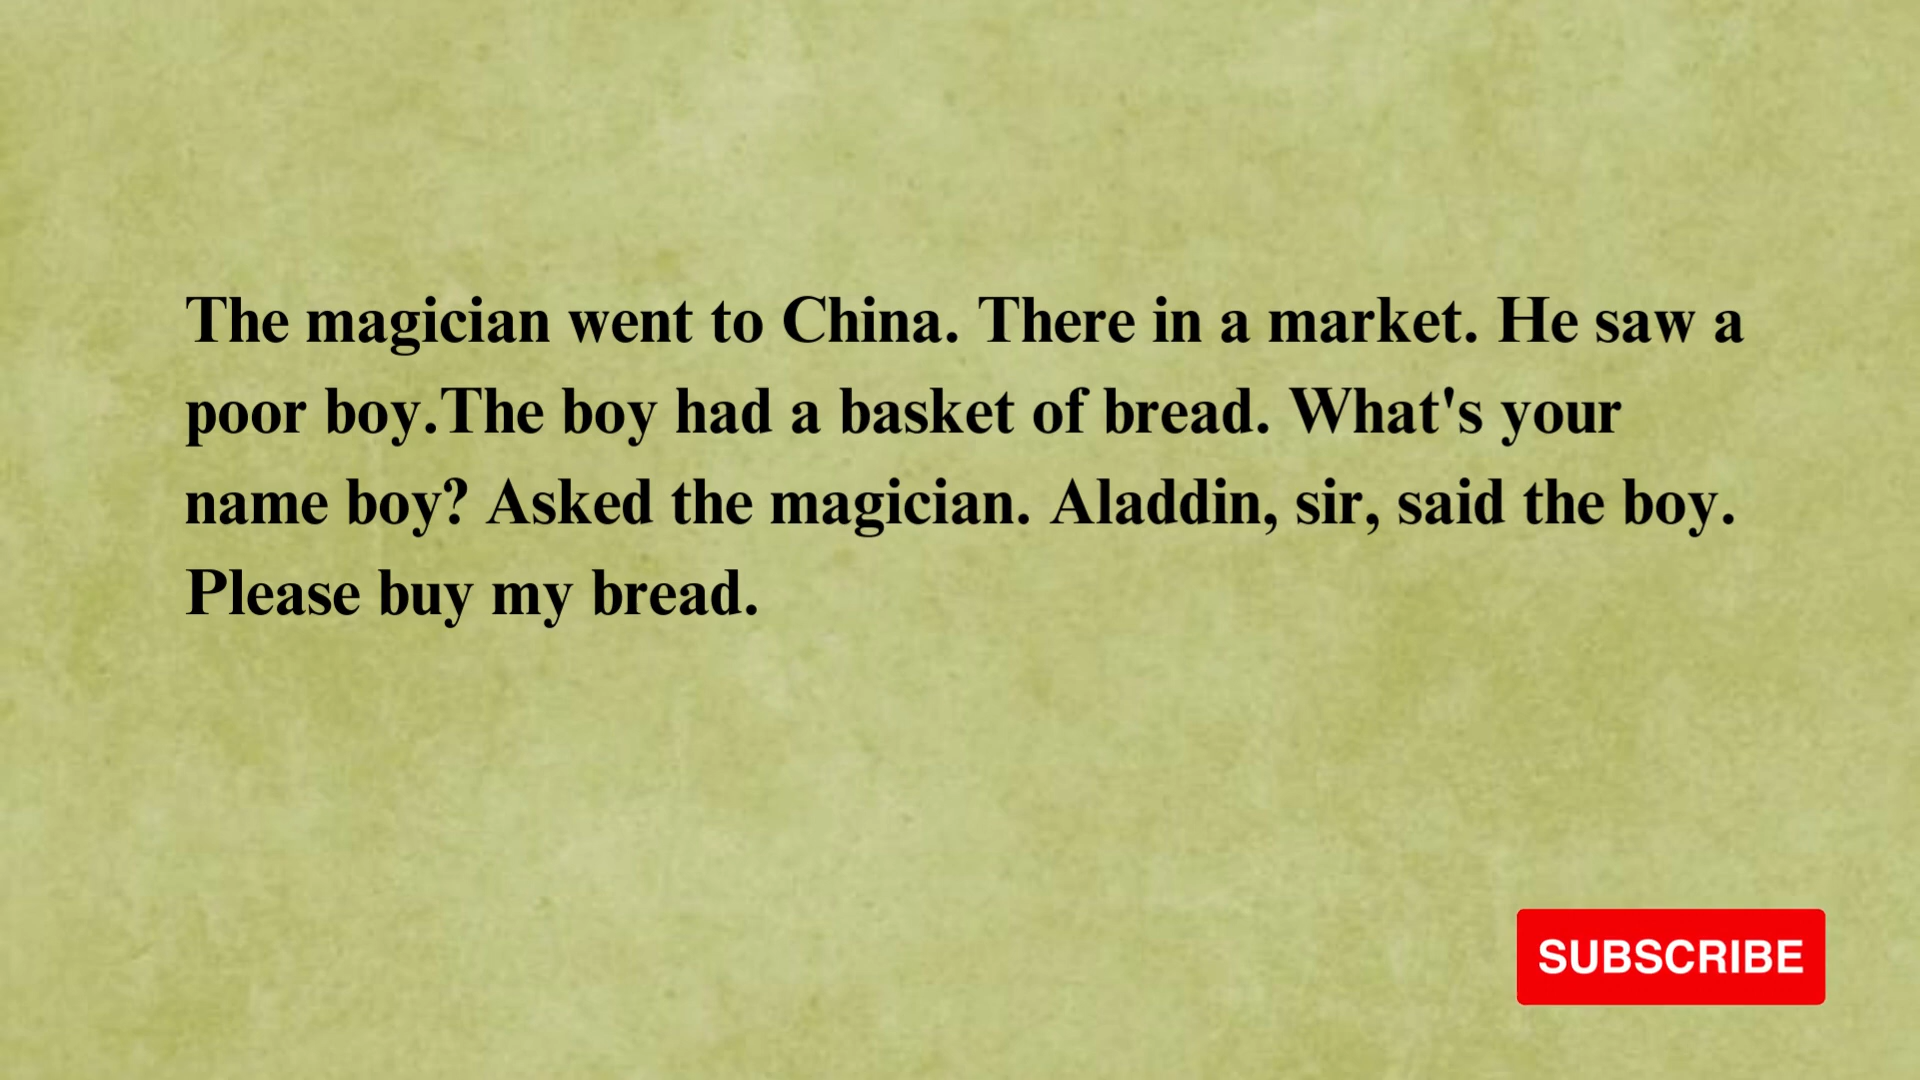 The magician went to China. There in a market. He saw a
poor boy.The boy had a basket of bread. What's your
name boy? Asked the magician. Aladdin, sir, said the boy.
Please buy my bread.
SUBSCRIBE